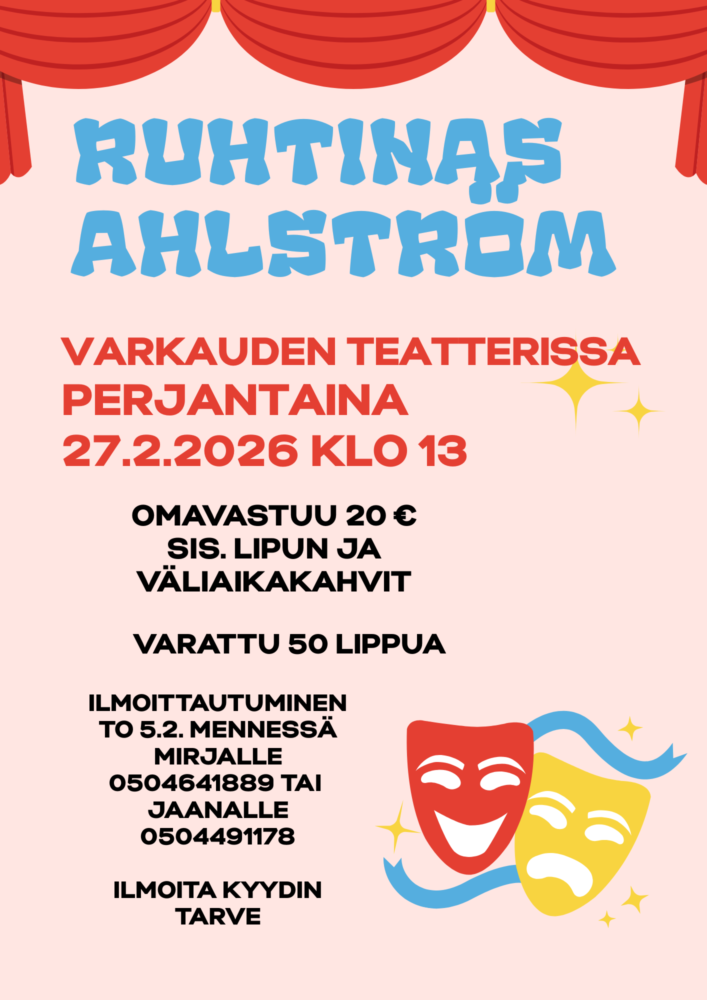 RUHTINAS
AHLSTRÖM
VARKAUDEN TEATTERISSA
PERJANTAINA
27.2.2026 KLO 13
OMAVASTUU 20 €
SIS. LIPUN JA
VÄLIAIKAKAHVIT
VARATTU 50 LIPPUA
ILMOITTAUTUMINEN
TO 5.2. MENNESSÄ
MIRJALLE
0504641889 TAI
JAANALLE
0504491178
ILMOITA KYYDIN
TARVE